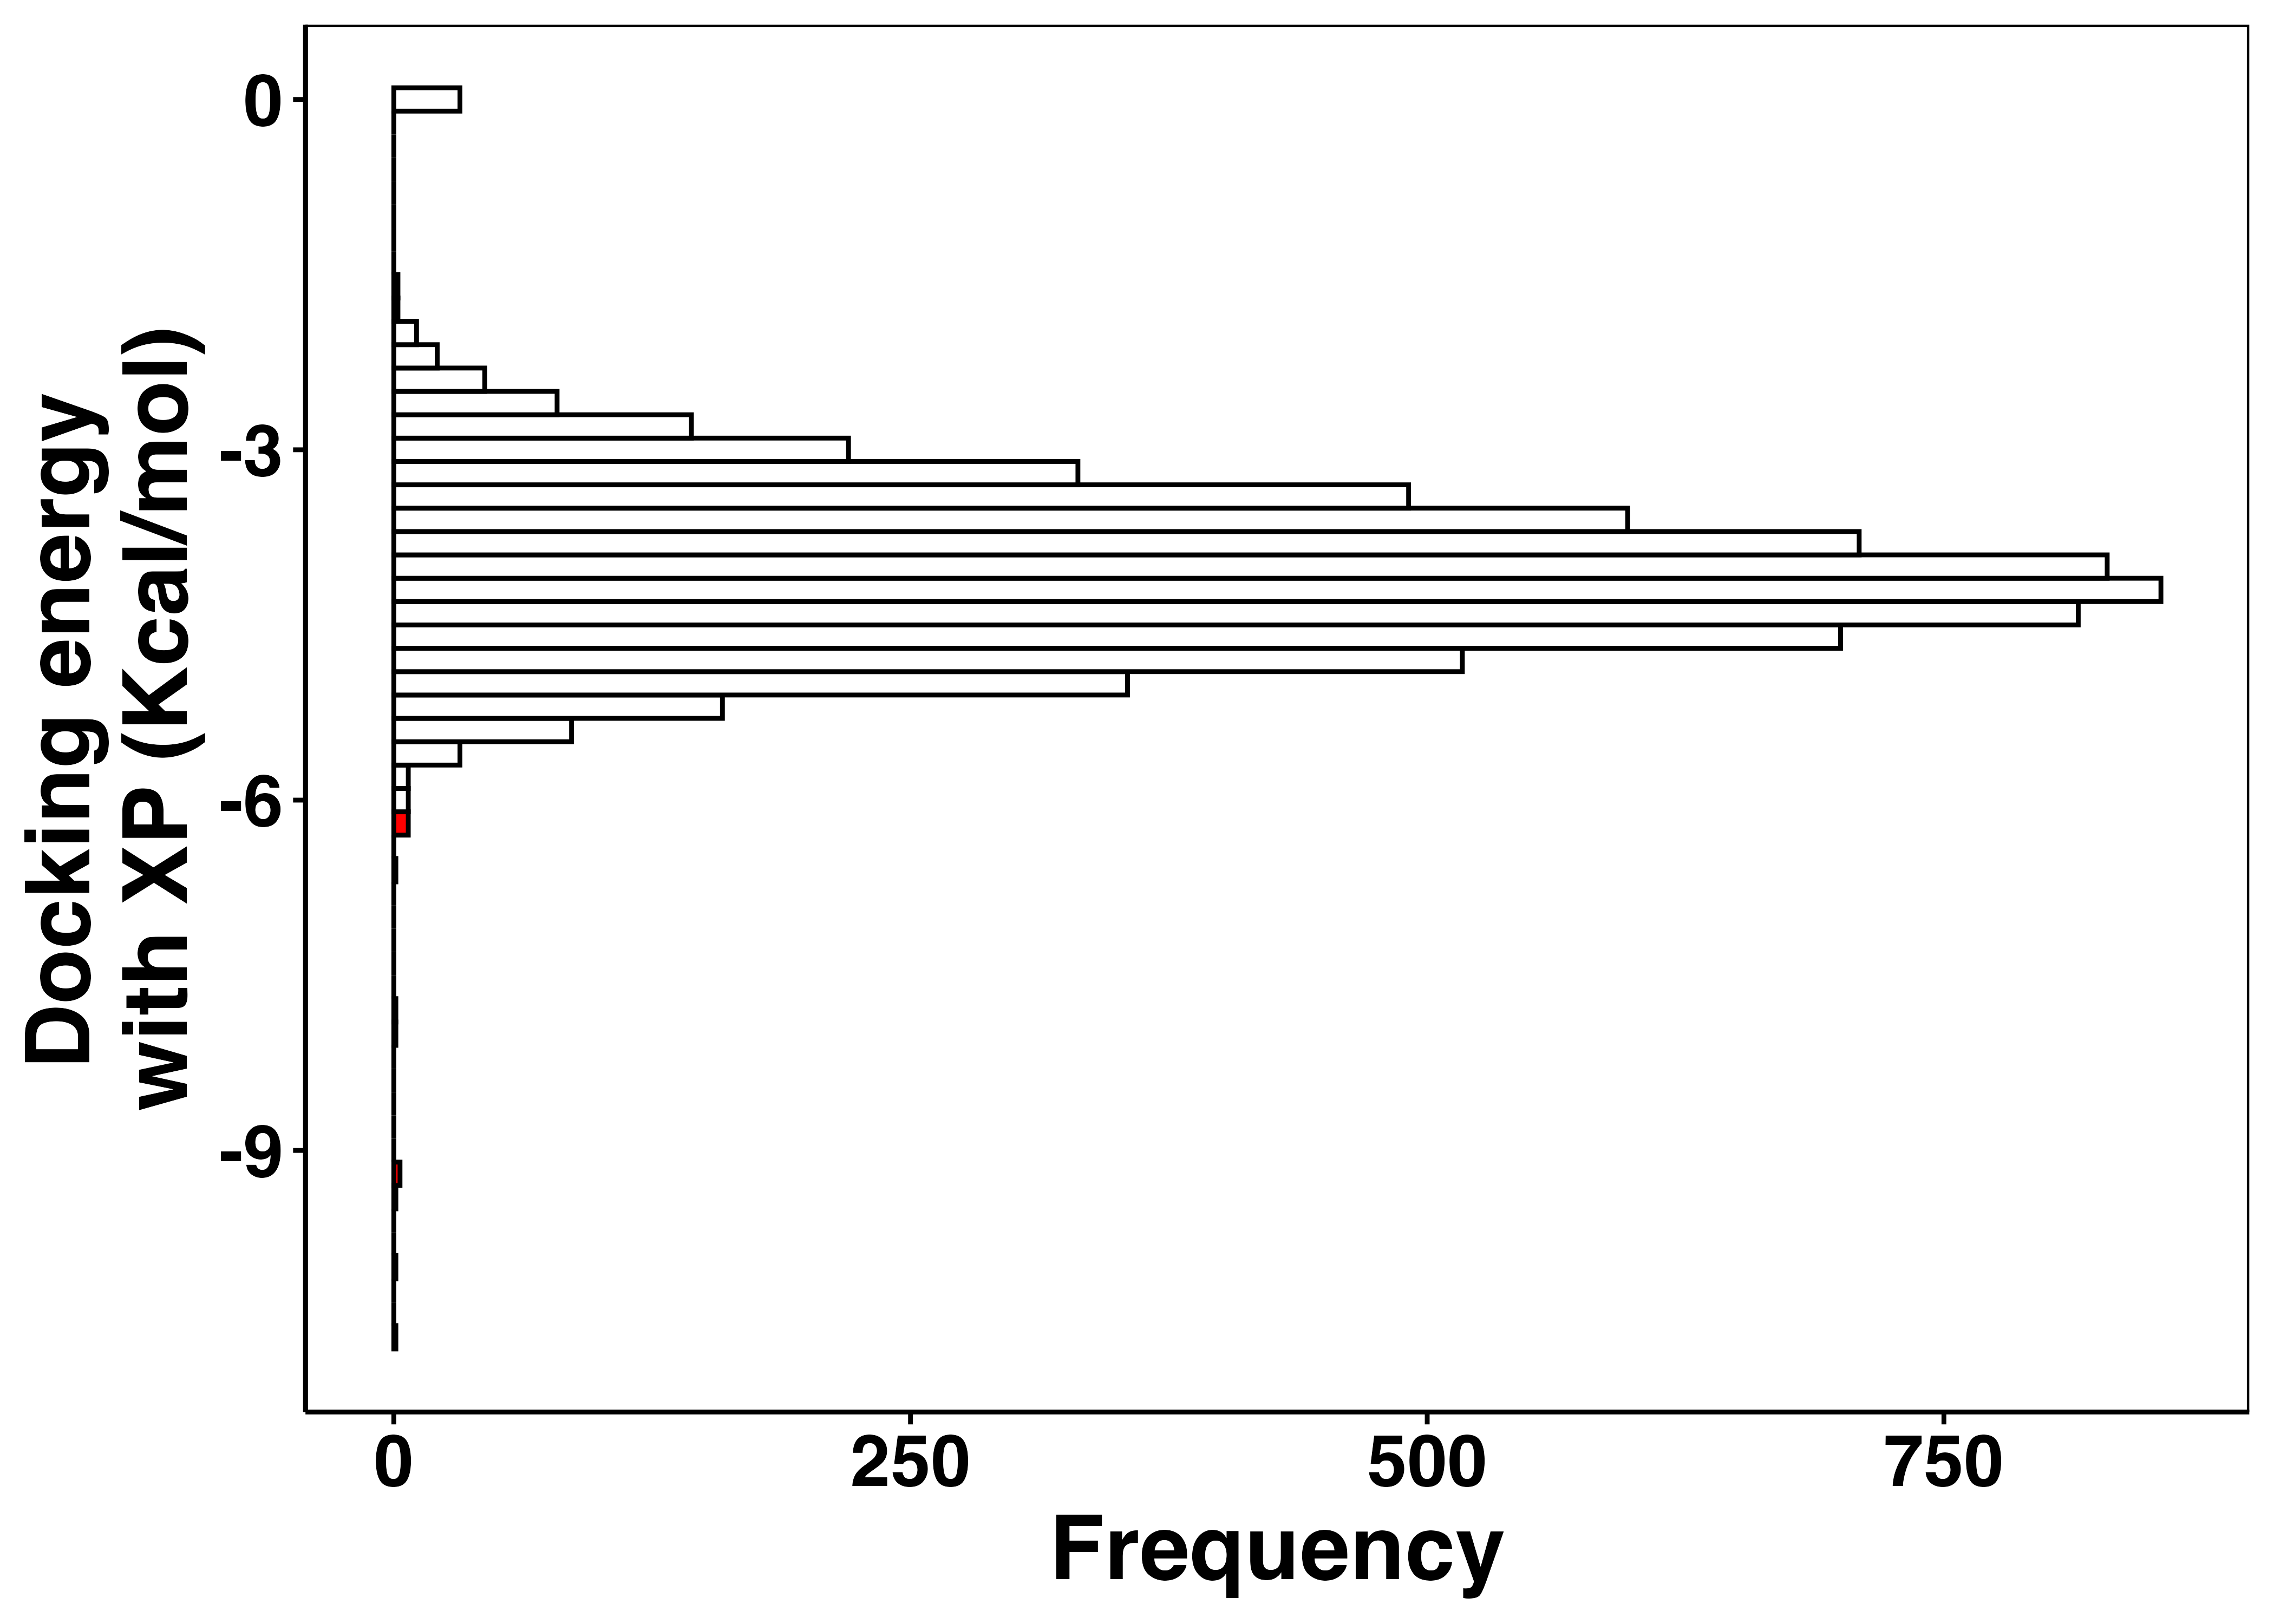 Docking energy
with XP (Kcal/mol)
0
-3
-6
-9
0 250 500 750
Frequency